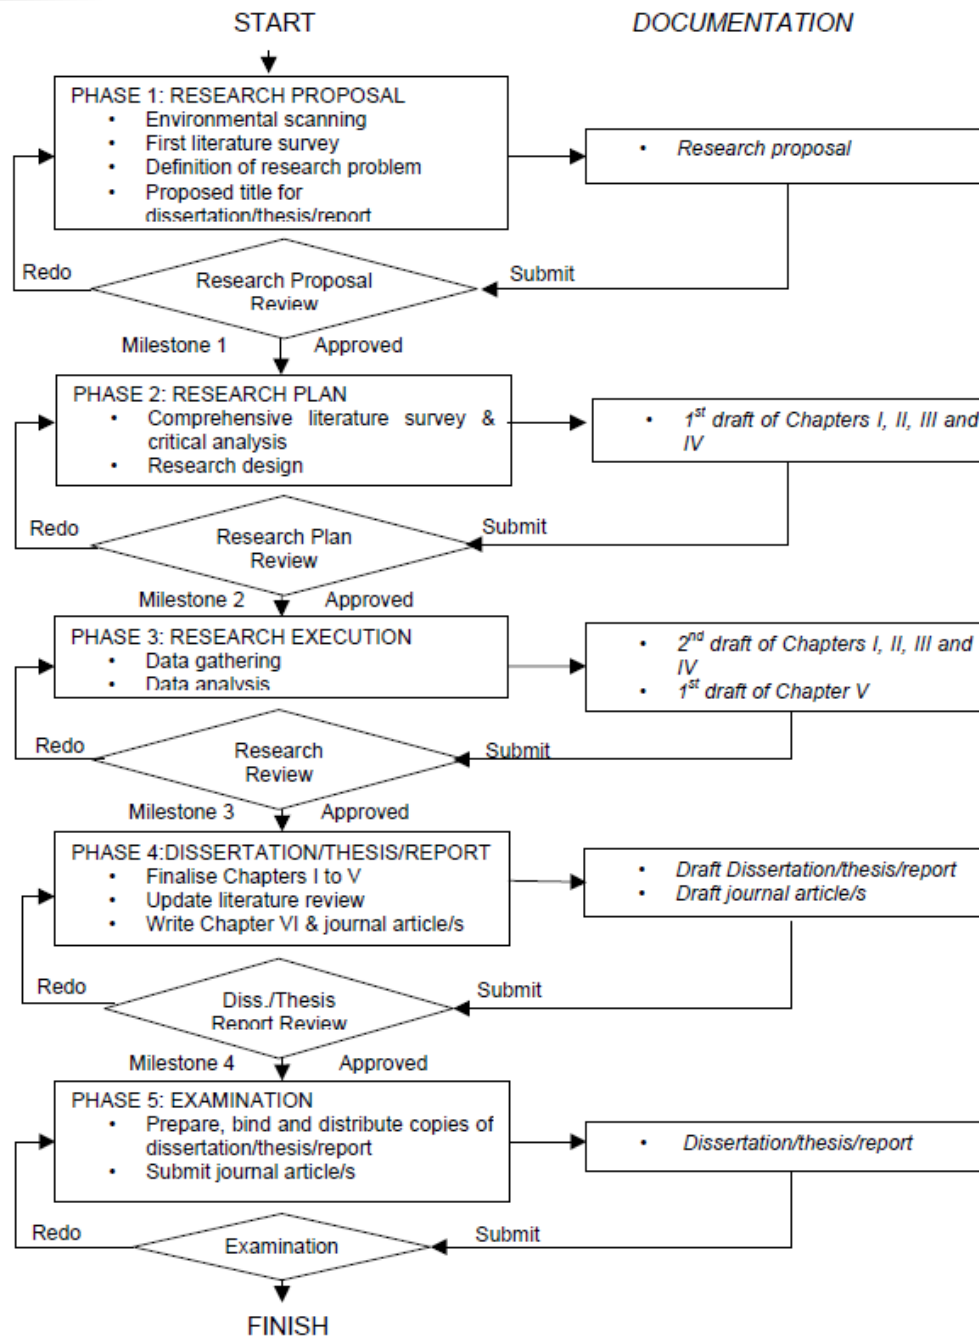 START
DOCUMENTATION
PHASE 1: RESEARCH PROPOSAL
• Environmental scanning
• First literature survey
• Definition of research problem
• Proposed title for
dissertation/thesis/report
• Research proposal
Redo
Research Proposal
Review
Submit
Milestone 1
Approved
PHASE 2: RESEARCH PLAN
• Comprehensive literature survey &
critical analysis
• Research design
• 1st draft of Chapters I, II, III and
IV
Redo
Research Plan
Review
Submit
Milestone 2
Approved
PHASE 3: RESEARCH EXECUTION
• Data gathering
• Data analysis
• 2nd draft of Chapters I, II, III and
IV
• 1st draft of Chapter V
Redo
Research
Review
Submit
Milestone 3
Approved
PHASE 4:DISSERTATION/THESIS/REPORT
• Finalise Chapters I to V
• Update literature review
• Write Chapter VI & journal article/s
• Draft Dissertation/thesis/report
• Draft journal article/s
Redo
Diss./Thesis
Report Review
Submit
Milestone 4
Approved
PHASE 5: EXAMINATION
• Prepare, bind and distribute copies of
dissertation/thesis/report
• Submit journal article/s
• Dissertation/thesis/report
Redo
Examination
Submit
FINISH